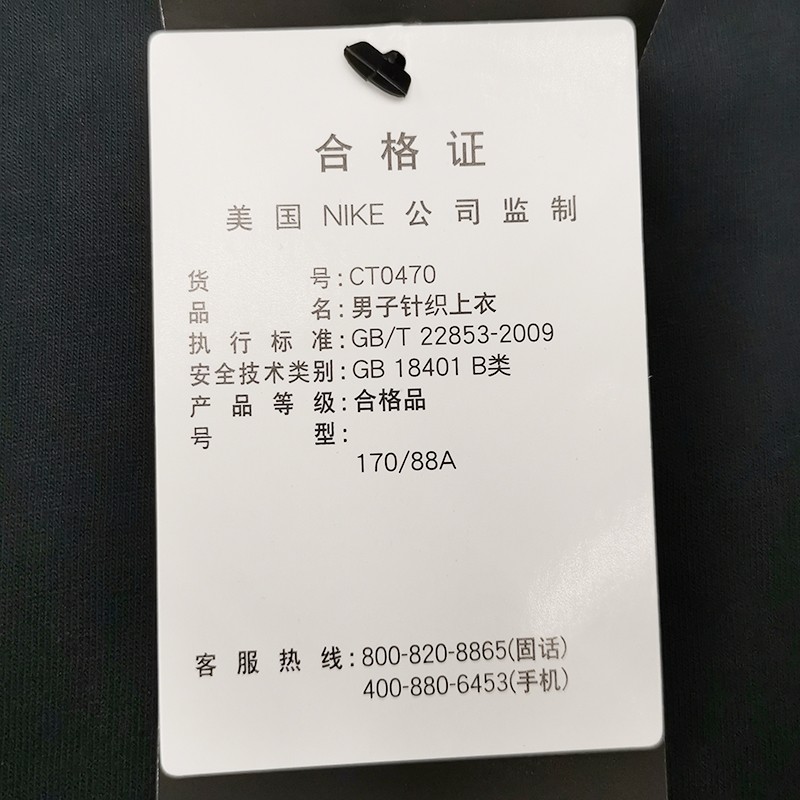 合格证
美国 NIKE 公司监制
货号:CT0470
品名:男子针织上衣
执行标准:GB/T 22853-2009
安全技术类别:GB 18401 B类
产品等级:合格品
号型:
170/88A
客服热线:800-820-8865(固话)
400-880-6453(手机)